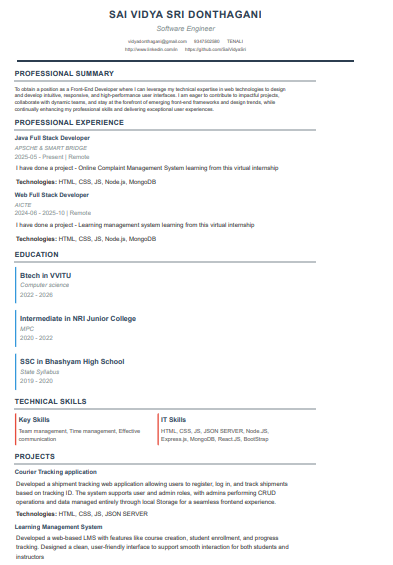 SAI VIDYA SRI DONTHAGANI
Software Engineer
vidyadonthagani@gmail.com 9347502580 TENALI
http://www.linkedin.com/in https://github.com/SaiVidyaSri
PROFESSIONAL SUMMARY
To obtain a position as a Front-End Developer where I can leverage my technical expertise in web technologies to design
and develop intuitive, responsive, and high-performance user interfaces. I am eager to contribute to impactful projects,
collaborate with dynamic teams, and stay at the forefront of emerging front-end frameworks and design trends, while
continually enhancing my professional skills and delivering exceptional user experiences.
PROFESSIONAL EXPERIENCE
Java Full Stack Developer
APSCHE & SMART BRIDGE
2025-05 - Present | Remote
I have done a project - Online Complaint Management System learning from this virtual internship
Technologies: HTML, CSS, JS, Node.js, MongoDB
Web Full Stack Developer
AICTE
2024-06 - 2025-10 | Remote
I have done a project - Learning management system learning from this virtual internship
Technologies: HTML, CSS, JS, Node.js, MongoDB
EDUCATION
Btech in VVITU
Computer science
2022 - 2026
Intermediate in NRI Junior College
MPC
2020 - 2022
SSC in Bhashyam High School
State Syllabus
2019 - 2020
TECHNICAL SKILLS
Key Skills
Team management, Time management, Effective
communication
IT Skills
HTML, CSS, JS, JSON SERVER, Node.JS,
Express.js, MongoDB, React.JS, BootStrap
PROJECTS
Courier Tracking application
Developed a shipment tracking web application allowing users to register, log in, and track shipments
based on tracking ID. The system supports user and admin roles, with admins performing CRUD
operations and data managed entirely through local Storage for a seamless frontend experience.
Technologies: HTML, CSS, JS, JSON SERVER
Learning Management System
Developed a web-based LMS with features like course creation, student enrollment, and progress
tracking. Designed a clean, user-friendly interface to support smooth interaction for both students and
instructors